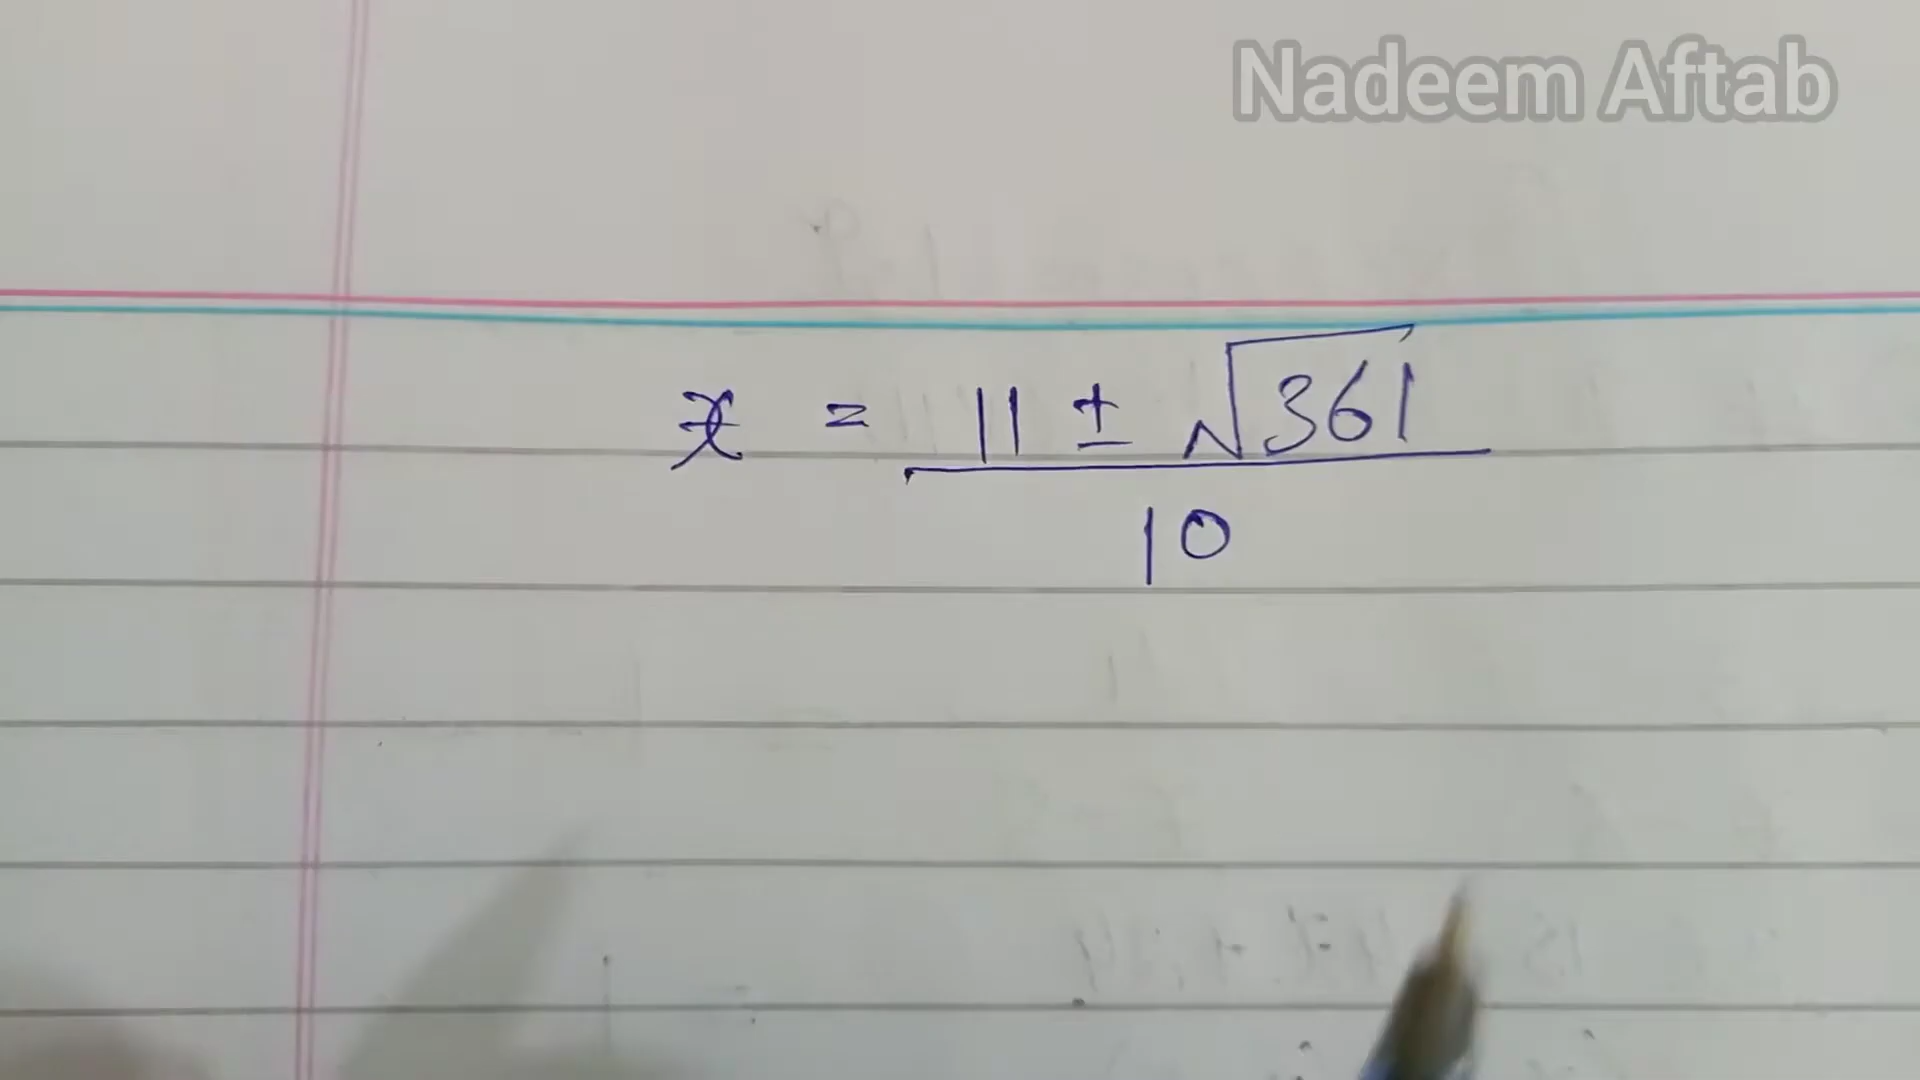 Nadeem Aftab
x = 11 ± √361
10